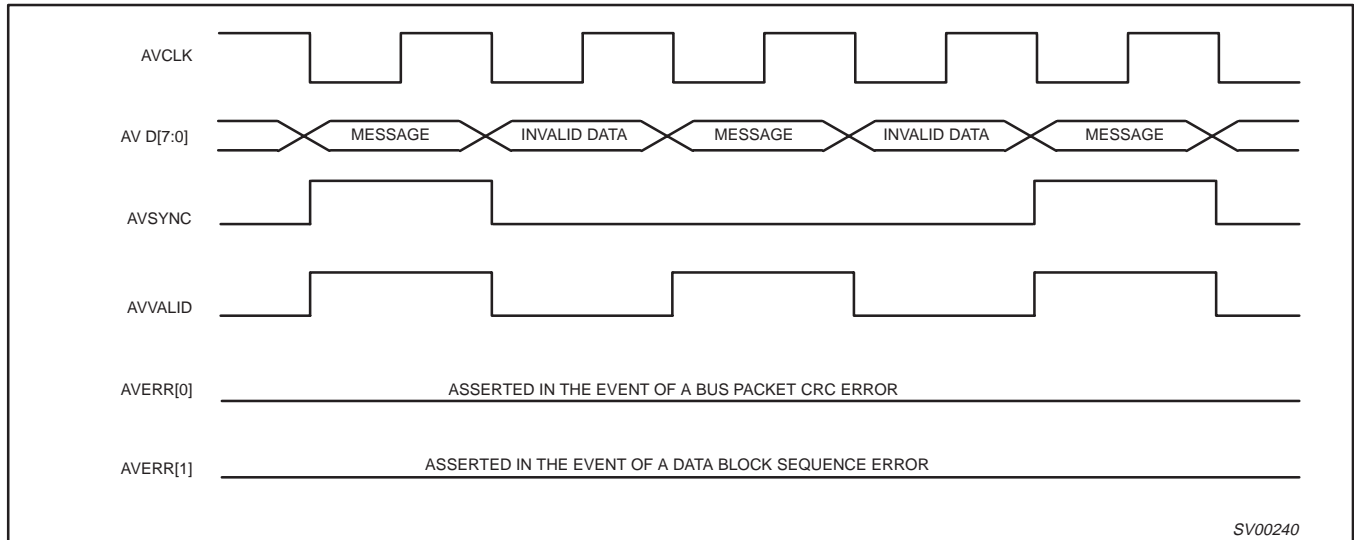 AVCLK
AV D[7:0] MESSAGE INVALID DATA MESSAGE INVALID DATA MESSAGE
AVSYNC
AVVALID
AVERR[0] ASSERTED IN THE EVENT OF A BUS PACKET CRC ERROR
AVERR[1] ASSERTED IN THE EVENT OF A DATA BLOCK SEQUENCE ERROR
SV00240